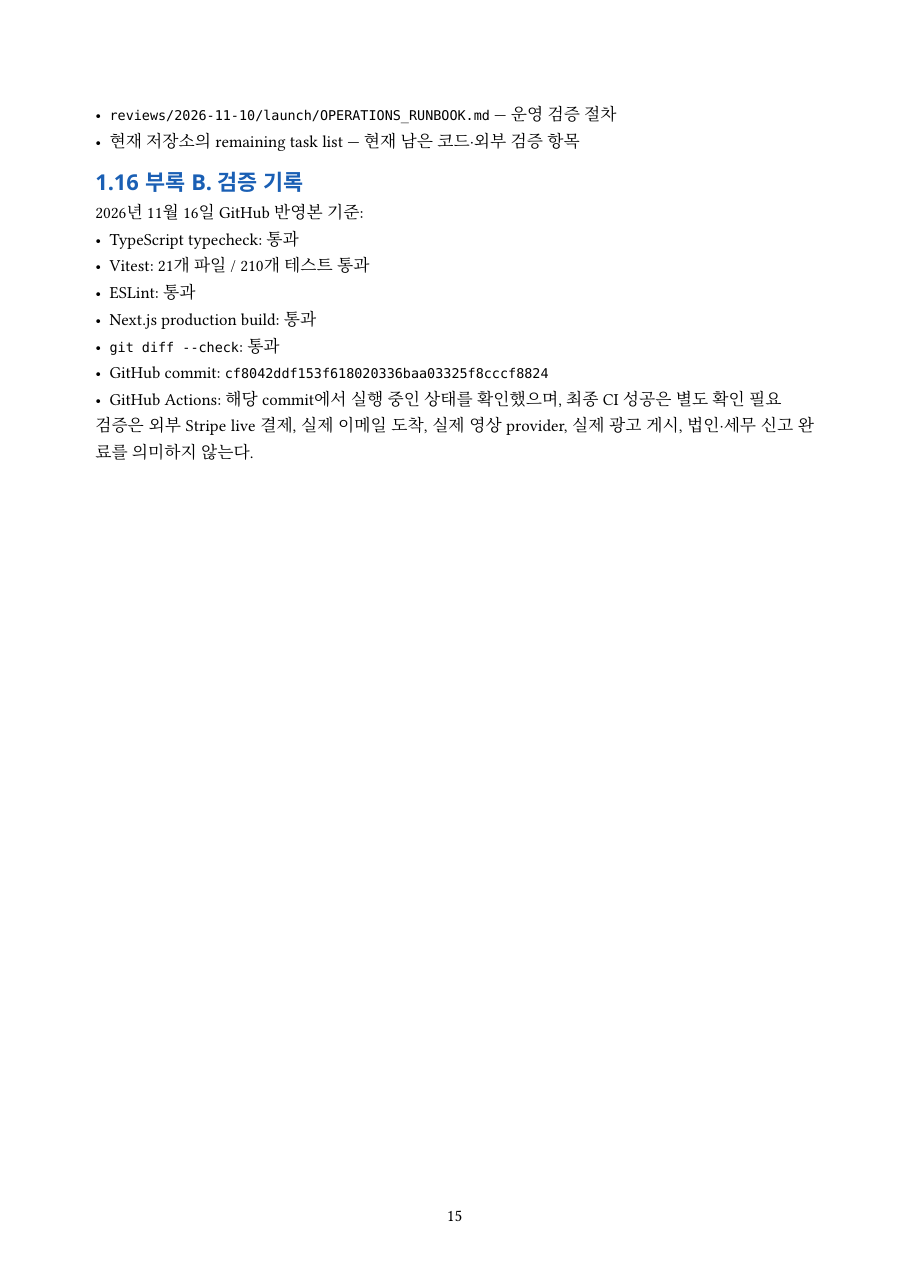 • reviews/2026-11-10/launch/OPERATIONS_RUNBOOK.md — 운영 검증 절차
• 현재 저장소의 remaining task list — 현재 남은 코드·외부 검증 항목
1.16 부록 B. 검증 기록
2026년 11월 16일 GitHub 반영본 기준:
• TypeScript typecheck: 통과
• Vitest: 21개 파일 / 210개 테스트 통과
• ESLint: 통과
• Next.js production build: 통과
• git diff --check: 통과
• GitHub commit: cf8042ddf153f618020336baa03325f8cccf8824
• GitHub Actions: 해당 commit에서 실행 중인 상태를 확인했으며, 최종 CI 성공은 별도 확인 필요
검증은 외부 Stripe live 결제, 실제 이메일 도착, 실제 영상 provider, 실제 광고 게시, 법인·세무 신고 완
료를 의미하지 않는다.
15